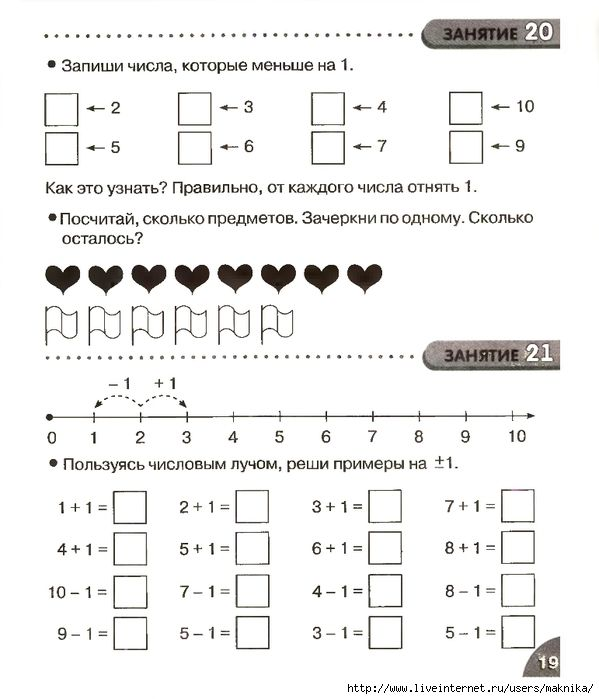 ЗАНЯТИЕ 20
• Запиши числа, которые меньше на 1.
← 2 ← 3 ← 4 ← 10
← 5 ← 6 ← 7 ← 9
Как это узнать? Правильно, от каждого числа отнять 1.
• Посчитай, сколько предметов. Зачеркни по одному. Сколько
осталось?
ЗАНЯТИЕ 21
– 1 + 1
0 1 2 3 4 5 6 7 8 9 10
• Пользуясь числовым лучом, реши примеры на ±1.
1 + 1 = 2 + 1 = 3 + 1 = 7 + 1 =
4 + 1 = 5 + 1 = 6 + 1 = 8 + 1 =
10 – 1 = 7 – 1 = 4 – 1 = 8 – 1 =
9 – 1 = 5 – 1 = 3 – 1 = 5 – 1 =
19
http://www.liveinternet.ru/users/maknika/